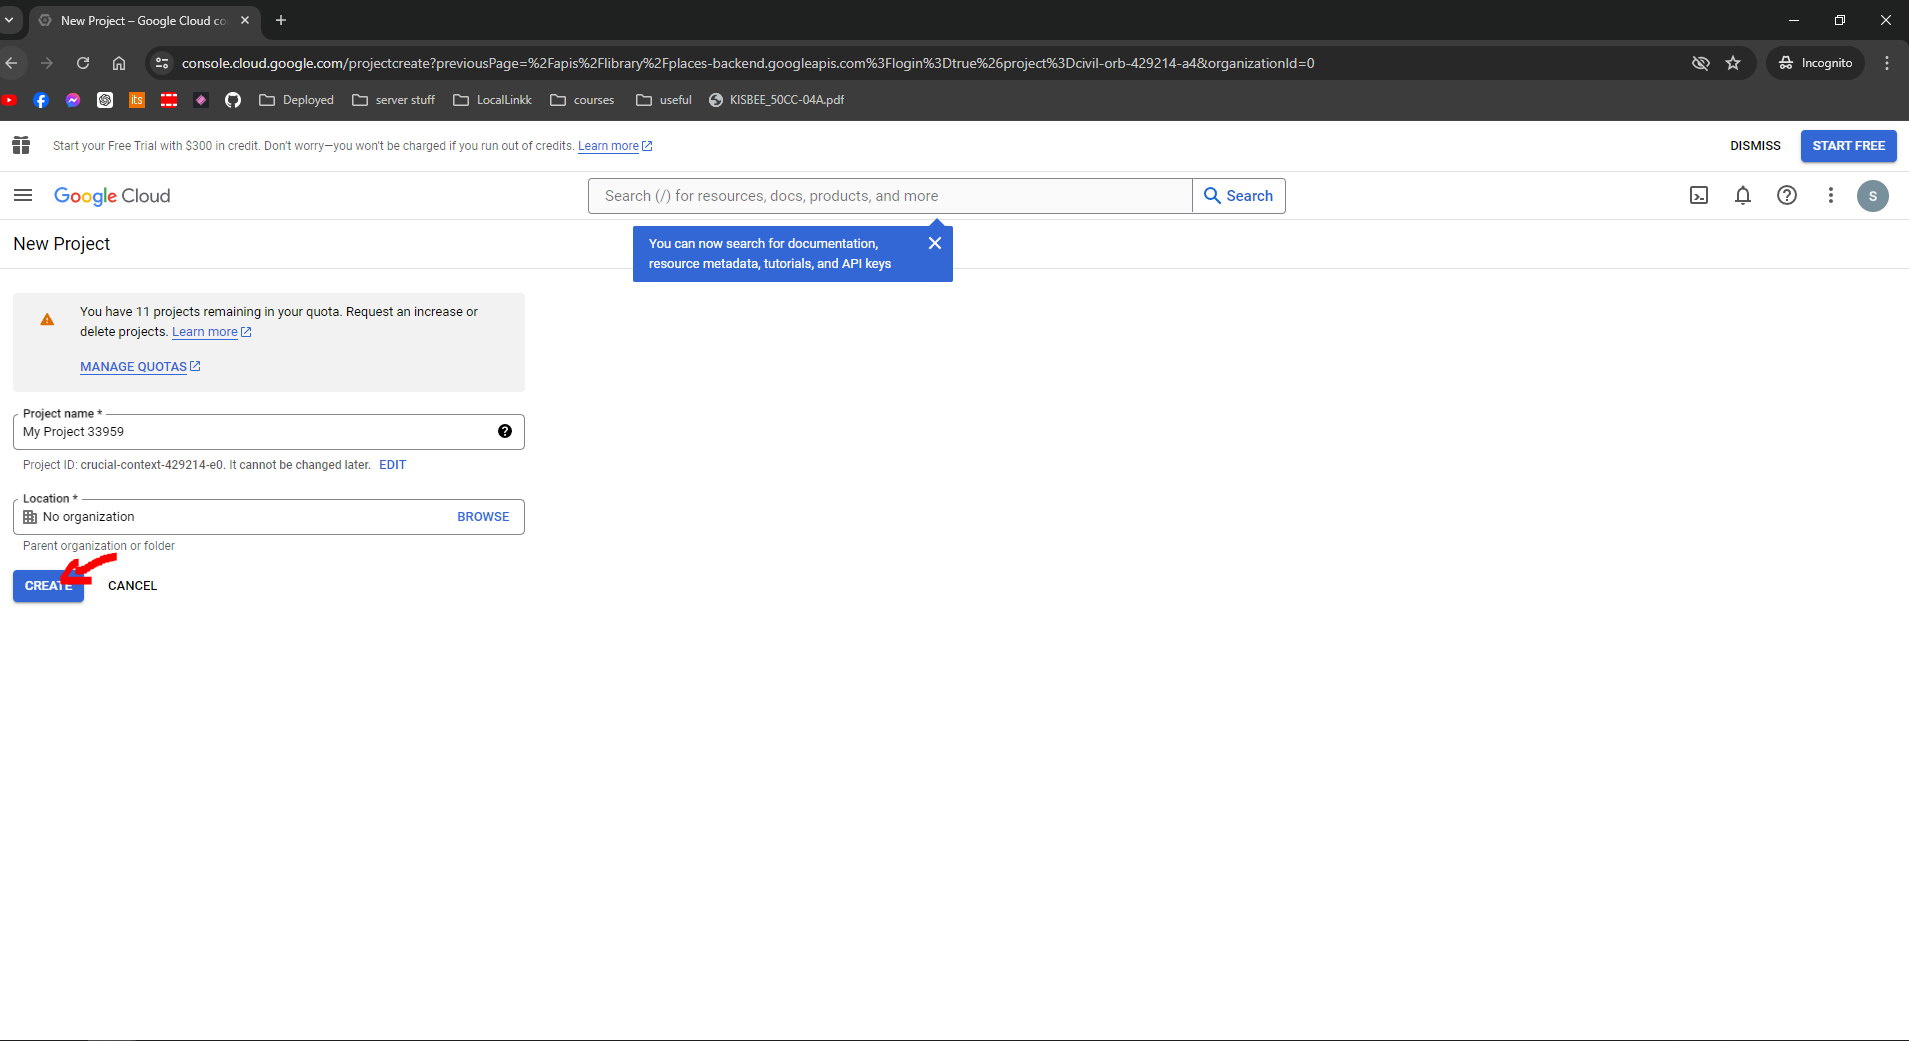 New Project – Google Cloud co
console.cloud.google.com/projectcreate?previousPage=%2Fapis%2Flibrary%2Fplaces-backend.googleapis.com%3Flogin%3Dtrue%26project%3Dcivil-orb-429214-a4&organizationId=0
Incognito
its
Deployed
server stuff
LocalLinkk
courses
useful
KISBEE_50CC-04A.pdf
Start your Free Trial with $300 in credit. Don't worry—you won't be charged if you run out of credits. Learn more
DISMISS
START FREE
Google Cloud
Search (/) for resources, docs, products, and more
Search
S
New Project
You can now search for documentation,
resource metadata, tutorials, and API keys
You have 11 projects remaining in your quota. Request an increase or
delete projects. Learn more
MANAGE QUOTAS
Project name *
My Project 33959
Project ID: crucial-context-429214-e0. It cannot be changed later. EDIT
Location *
No organization
BROWSE
Parent organization or folder
CREATE
CANCEL